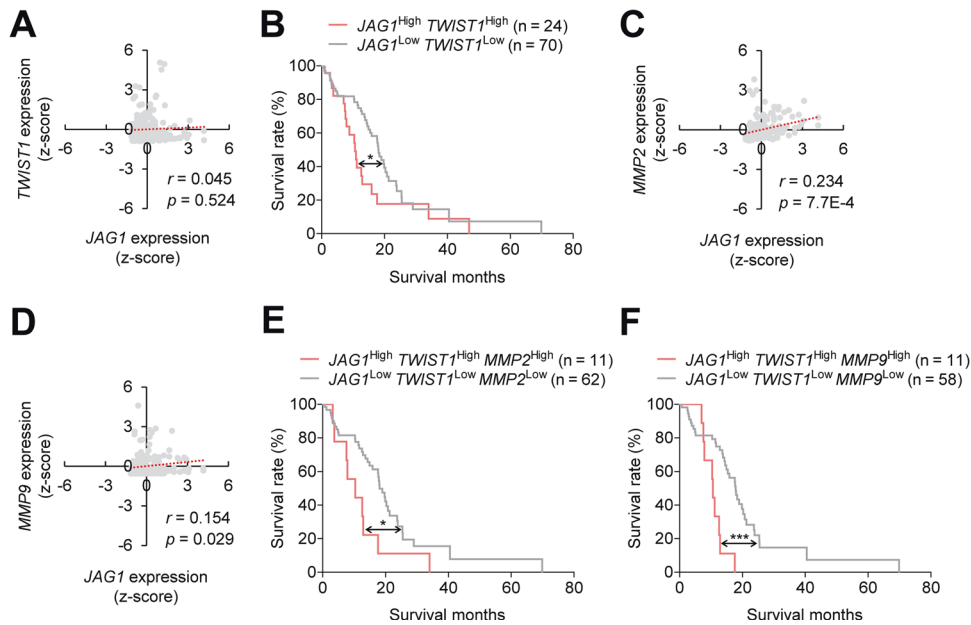 A
TWIST1 expression
(z-score)
6
3
0
-3
-6
-6 -3 0 3 6
r = 0.045
p = 0.524
JAG1 expression
(z-score)
B
JAG1High TWIST1High (n = 24)
JAG1Low TWIST1Low (n = 70)
Survival rate (%)
100
80
60
40
20
0
*
0 20 40 60 80
Survival months
C
MMP2 expression
(z-score)
6
3
0
-3
-6
-6 -3 0 3 6
r = 0.234
p = 7.7E-4
JAG1 expression
(z-score)
D
MMP9 expression
(z-score)
6
3
0
-3
-6
-6 -3 0 3 6
r = 0.154
p = 0.029
JAG1 expression
(z-score)
E
JAG1High TWIST1High MMP2High (n = 11)
JAG1Low TWIST1Low MMP2Low (n = 62)
Survival rate (%)
100
80
60
40
20
0
*
0 20 40 60 80
Survival months
F
JAG1High TWIST1High MMP9High (n = 11)
JAG1Low TWIST1Low MMP9Low (n = 58)
Survival rate (%)
100
80
60
40
20
0
***
0 20 40 60 80
Survival months